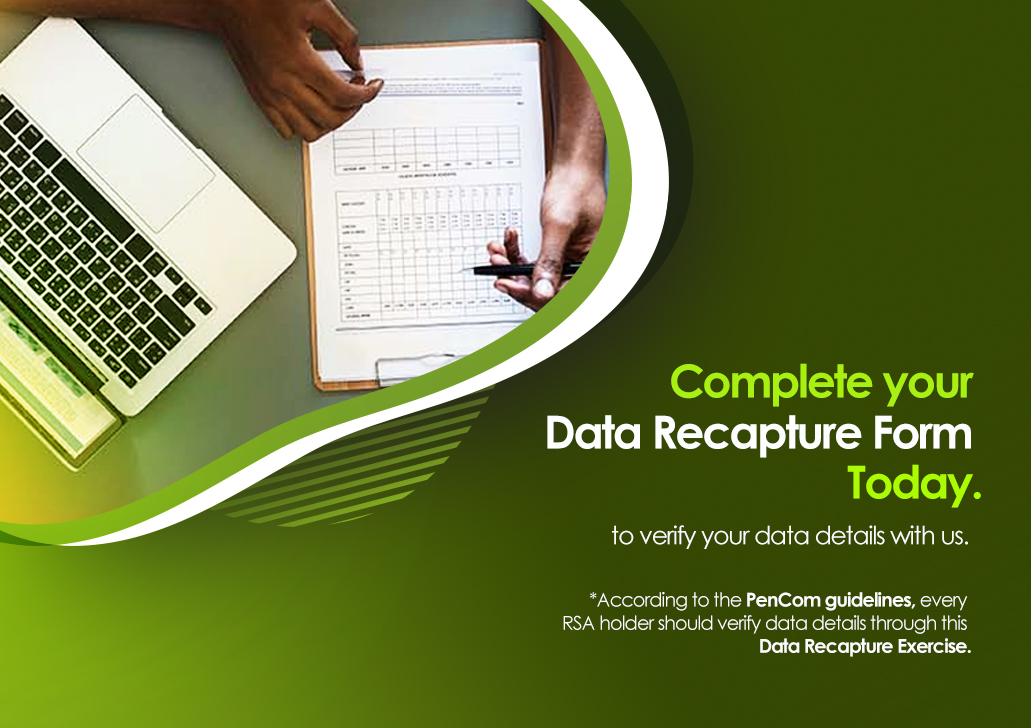 Complete your
Data Recapture Form
Today.
to verify your data details with us.
*According to the PenCom guidelines, every
RSA holder should verify data details through this
Data Recapture Exercise.